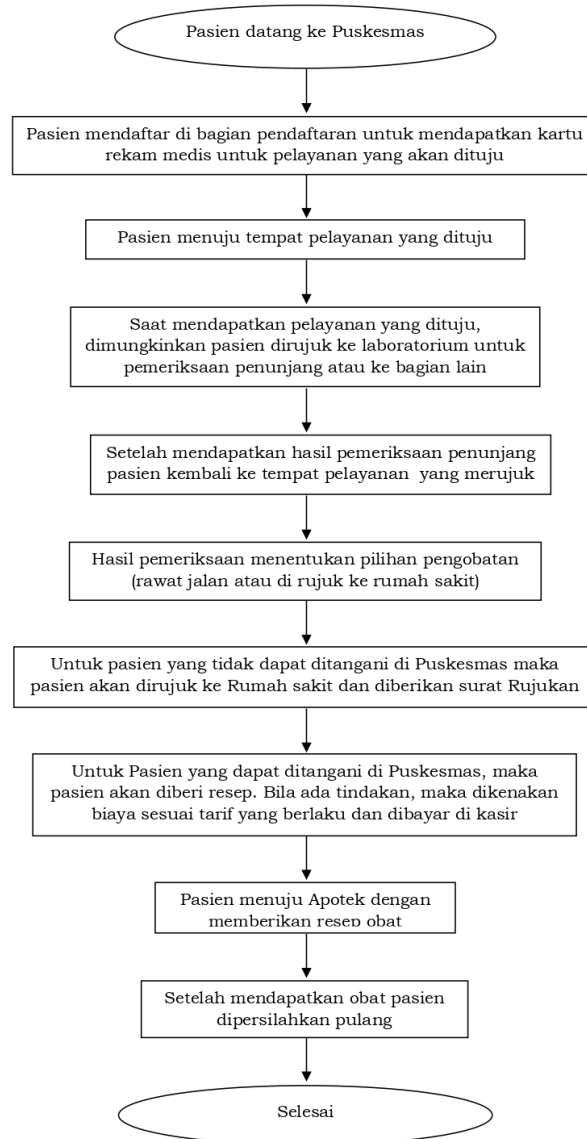 Pasien datang ke Puskesmas
Pasien mendaftar di bagian pendaftaran untuk mendapatkan kartu
rekam medis untuk pelayanan yang akan dituju
Pasien menuju tempat pelayanan yang dituju
Saat mendapatkan pelayanan yang dituju,
dimungkinkan pasien dirujuk ke laboratorium untuk
pemeriksaan penunjang atau ke bagian lain
Setelah mendapatkan hasil pemeriksaan penunjang
pasien kembali ke tempat pelayanan yang merujuk
Hasil pemeriksaan menentukan pilihan pengobatan
(rawat jalan atau di rujuk ke rumah sakit)
Untuk pasien yang tidak dapat ditangani di Puskesmas maka
pasien akan dirujuk ke Rumah sakit dan diberikan surat Rujukan
Untuk Pasien yang dapat ditangani di Puskesmas, maka
pasien akan diberi resep. Bila ada tindakan, maka dikenakan
biaya sesuai tarif yang berlaku dan dibayar di kasir
Pasien menuju Apotek dengan
memberikan resep obat
Setelah mendapatkan obat pasien
dipersilahkan pulang
Selesai